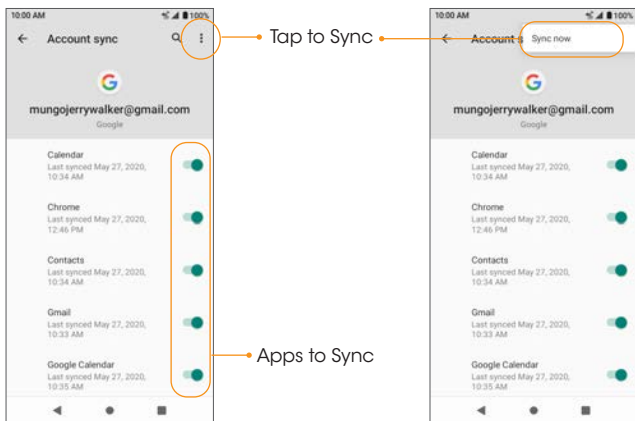 10:00 AM 100%
Account sync
mungojerrywalker@gmail.com
Google
Calendar
Last synced May 27, 2020,
10:34 AM
Chrome
Last synced May 27, 2020,
12:46 PM
Contacts
Last synced May 27, 2020,
10:34 AM
Gmail
Last synced May 27, 2020,
10:33 AM
Google Calendar
Last synced May 27, 2020,
10:35 AM
Tap to Sync
Apps to Sync
10:00 AM 100%
Account s
Sync now
G
mungojerrywalker@gmail.com
Google
Calendar
Last synced May 27, 2020,
10:34 AM
Chrome
Last synced May 27, 2020,
12:46 PM
Contacts
Last synced May 27, 2020,
10:34 AM
Gmail
Last synced May 27, 2020,
10:33 AM
Google Calendar
Last synced May 27, 2020,
10:35 AM